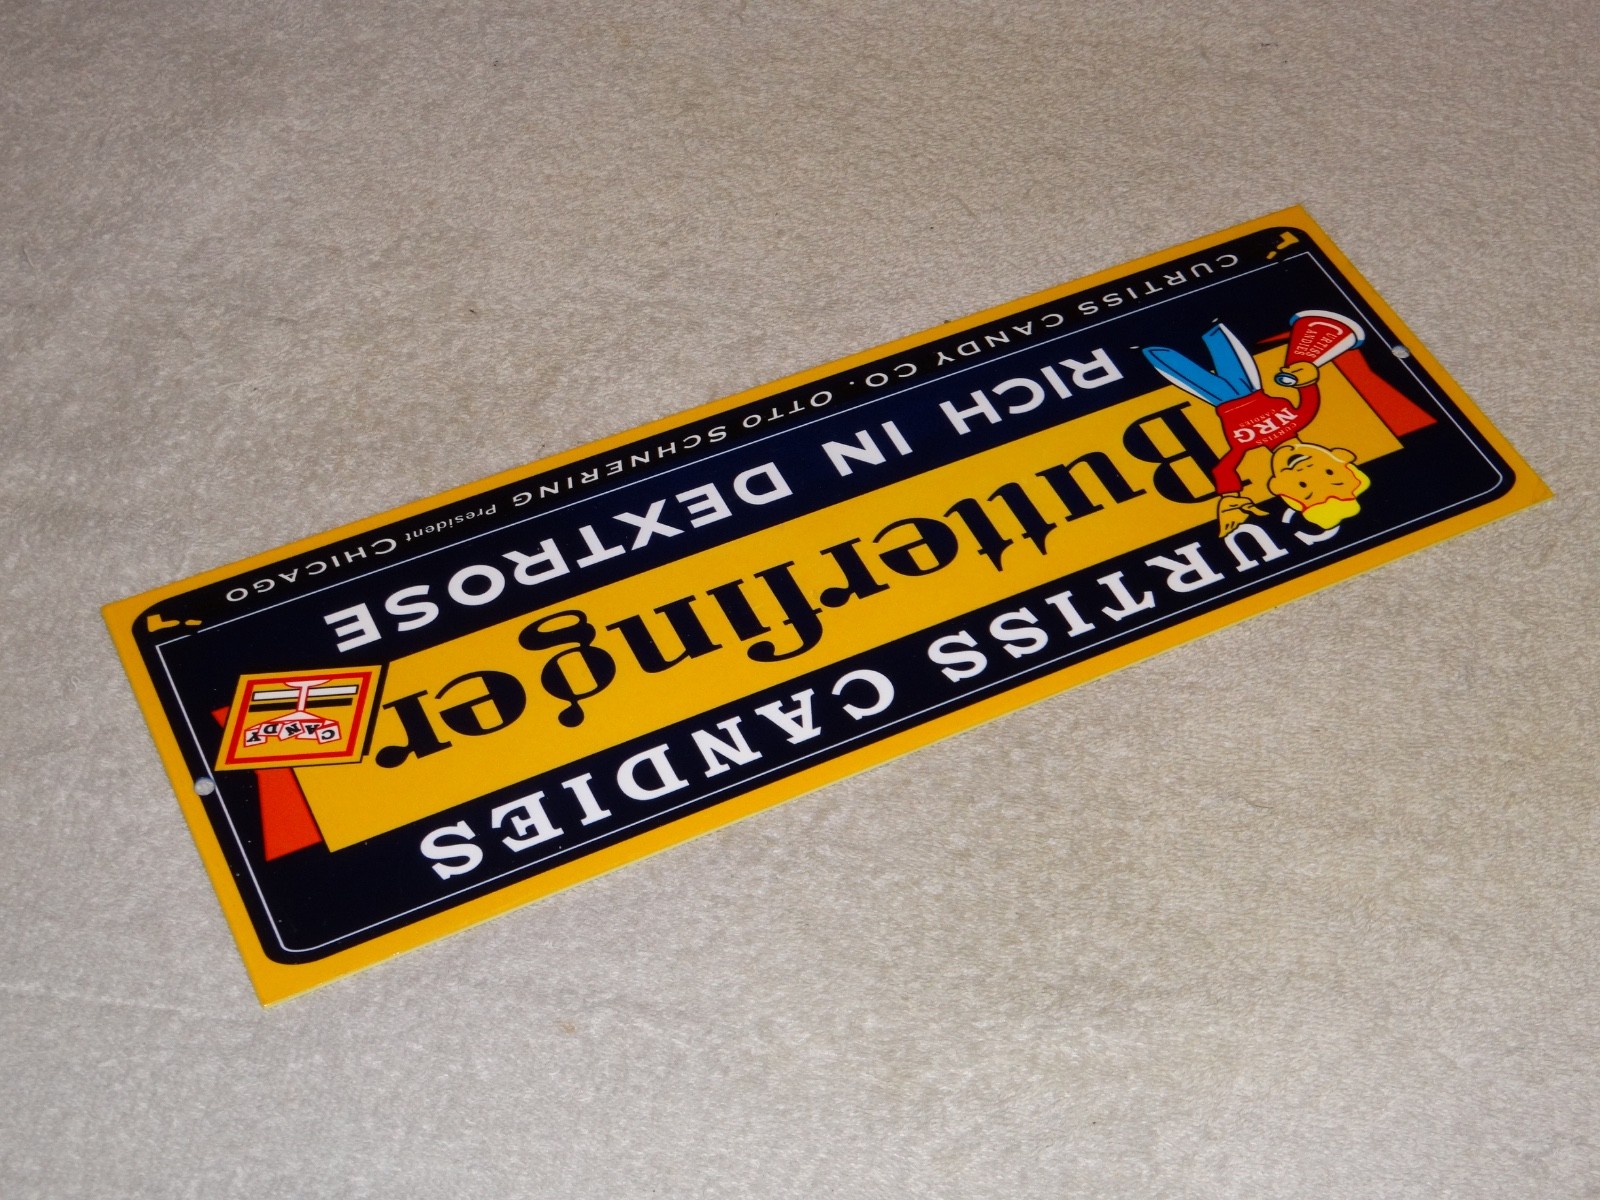 CURTISS CANDIES
Butterfinger
RICH IN DEXTROSE
CURTISS CANDY CO. OTTO SCHNERING President CHICAGO
CURTISS
NRG
CANDIES
CURTISS
CANDIES
CANDY